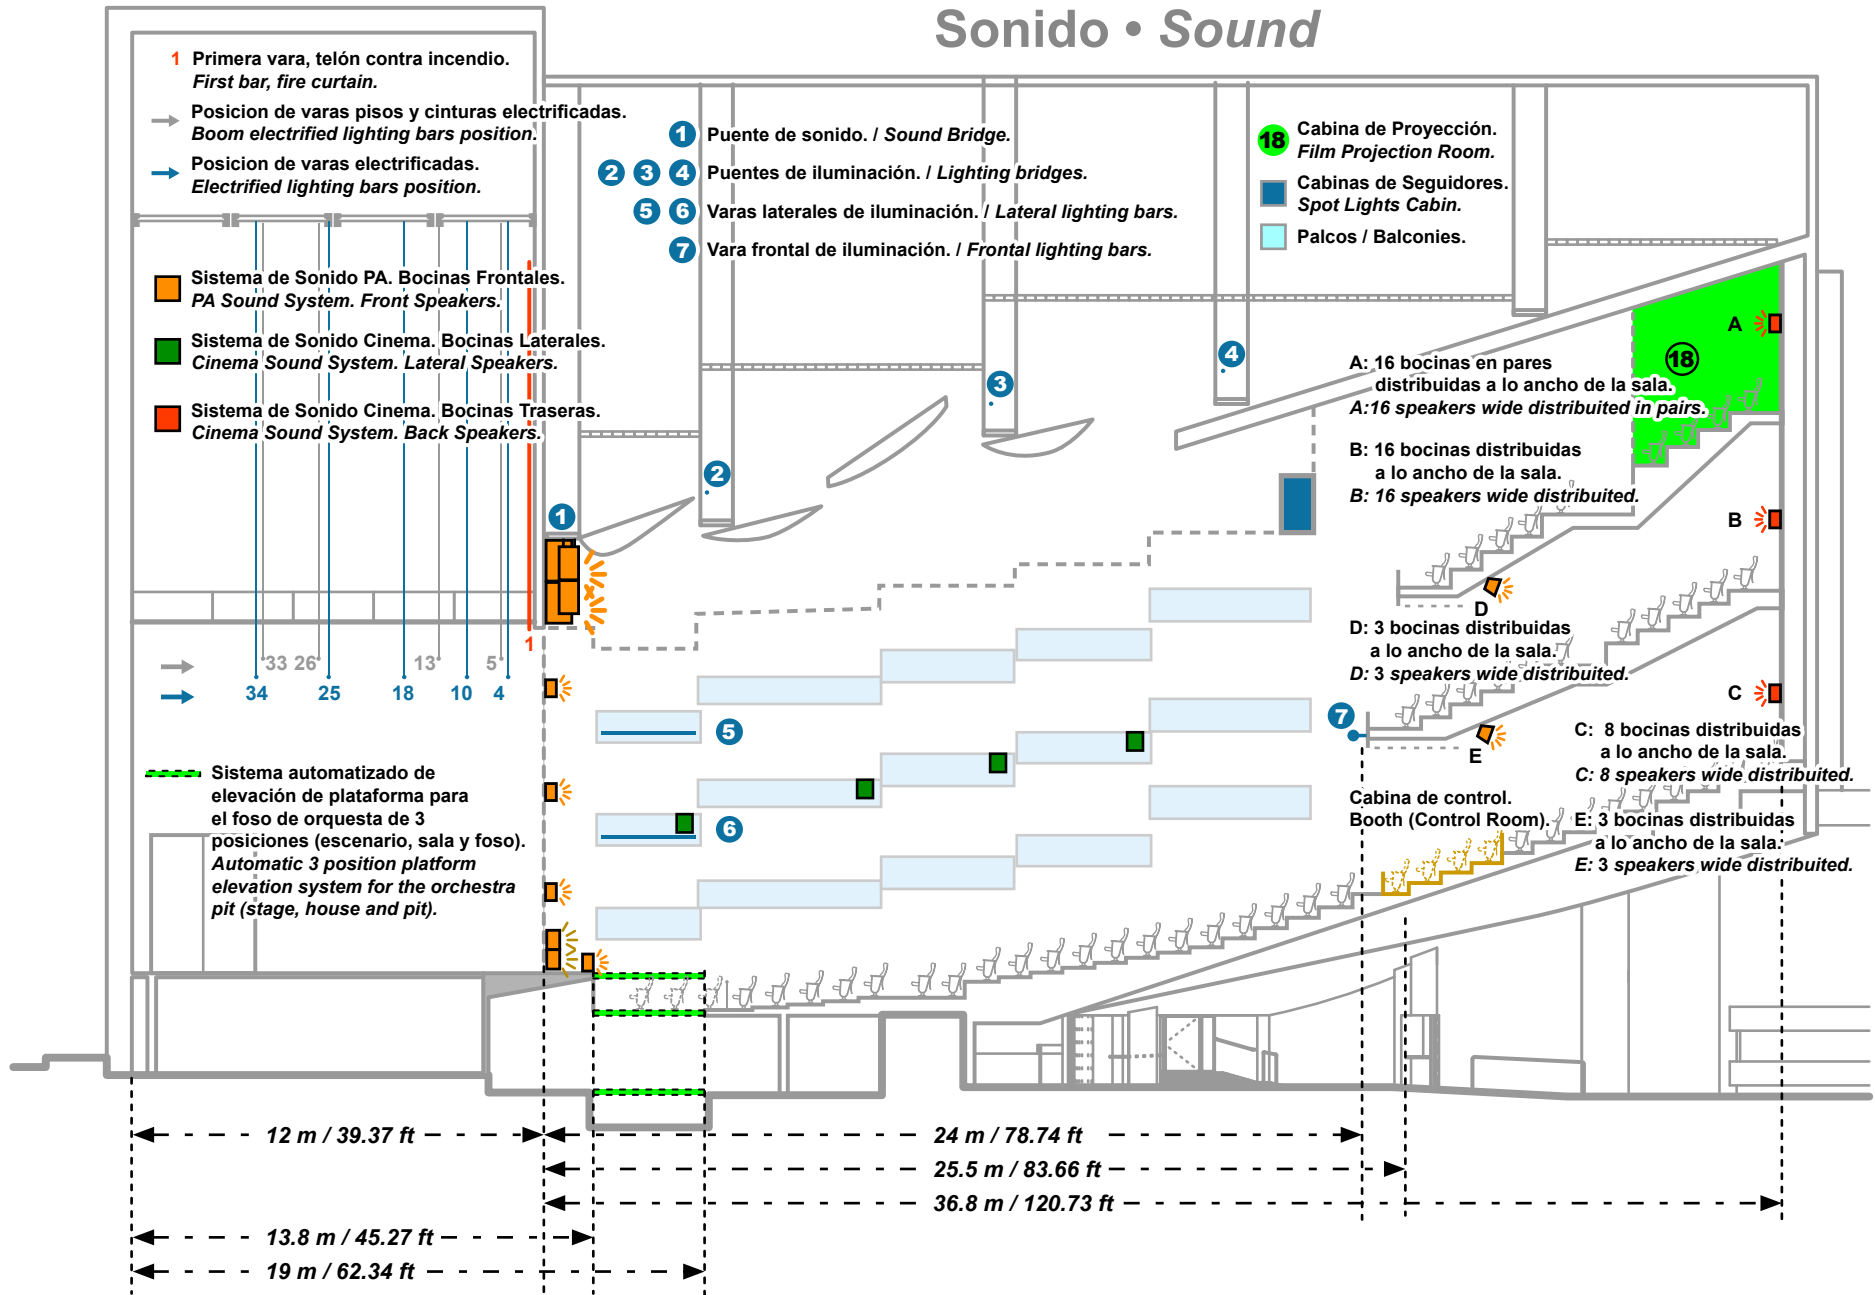 Sonido • Sound
1 Primera vara, telón contra incendio.
First bar, fire curtain.
Posicion de varas pisos y cinturas electrificadas.
Boom electrified lighting bars position.
Posicion de varas electrificadas.
Electrified lighting bars position.
1 Puente de sonido. / Sound Bridge.
2 3 4 Puentes de iluminación. / Lighting bridges.
5 6 Varas laterales de iluminación. / Lateral lighting bars.
7 Vara frontal de iluminación. / Frontal lighting bars.
18 Cabina de Proyección.
Film Projection Room.
Cabinas de Seguidores.
Spot Lights Cabin.
Palcos / Balconies.
Sistema de Sonido PA. Bocinas Frontales.
PA Sound System. Front Speakers.
Sistema de Sonido Cinema. Bocinas Laterales.
Cinema Sound System. Lateral Speakers.
Sistema de Sonido Cinema. Bocinas Traseras.
Cinema Sound System. Back Speakers.
1
2
3
4
18
A
A: 16 bocinas en pares
distribuidas a lo ancho de la sala.
A:16 speakers wide distribuited in pairs.
B: 16 bocinas distribuidas
a lo ancho de la sala.
B: 16 speakers wide distribuited.
B
D
D: 3 bocinas distribuidas
a lo ancho de la sala.
D: 3 speakers wide distribuited.
1
33 26 13 5
34 25 18 10 4
5
6
7
C
E
C: 8 bocinas distribuidas
a lo ancho de la sala.
C: 8 speakers wide distribuited.
Cabina de control.
Booth (Control Room).
E: 3 bocinas distribuidas
a lo ancho de la sala.
E: 3 speakers wide distribuited.
Sistema automatizado de
elevación de plataforma para
el foso de orquesta de 3
posiciones (escenario, sala y foso).
Automatic 3 position platform
elevation system for the orchestra
pit (stage, house and pit).
12 m / 39.37 ft
24 m / 78.74 ft
25.5 m / 83.66 ft
36.8 m / 120.73 ft
13.8 m / 45.27 ft
19 m / 62.34 ft